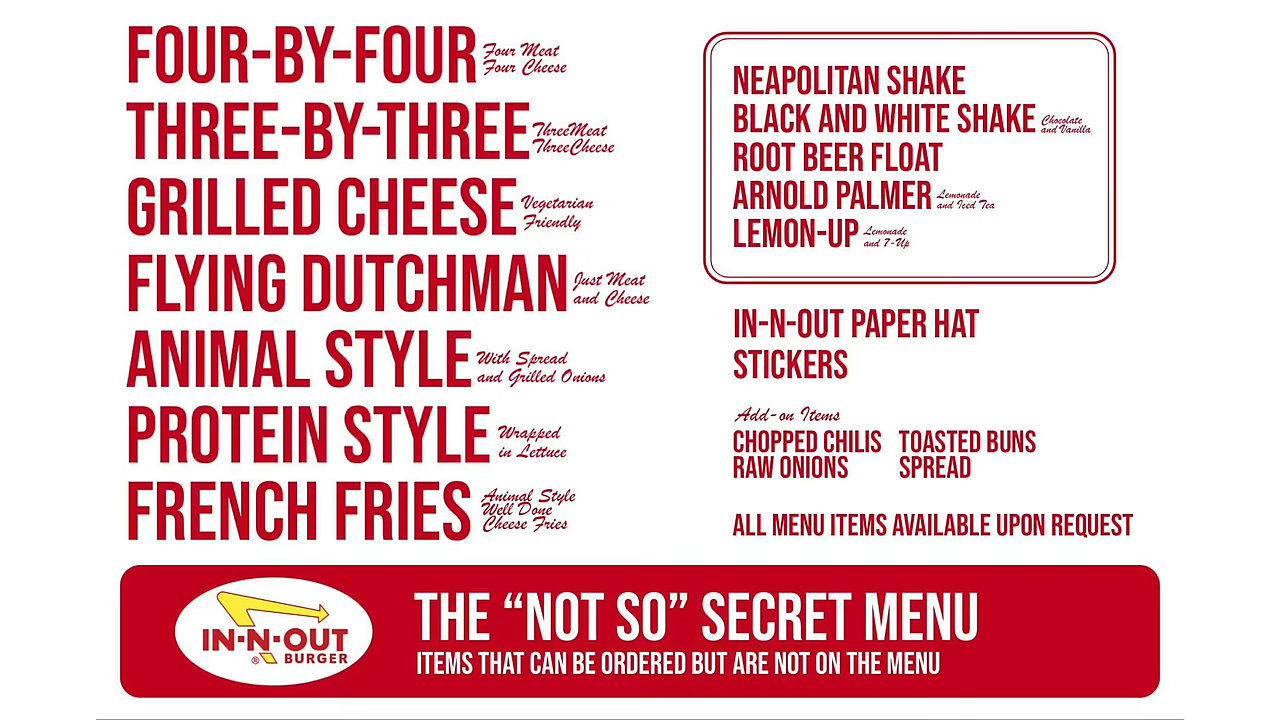 FOUR-BY-FOUR Four Meat
Four Cheese
THREE-BY-THREE ThreeMeat
ThreeCheese
GRILLED CHEESE Vegetarian
Friendly
FLYING DUTCHMAN Just Meat
and Cheese
ANIMAL STYLE With Spread
and Grilled Onions
PROTEIN STYLE Wrapped
in Lettuce
FRENCH FRIES Animal Style
Well Done
Cheese Fries
NEAPOLITAN SHAKE
BLACK AND WHITE SHAKE Chocolate
and Vanilla
ROOT BEER FLOAT
ARNOLD PALMER Lemonade
and Iced Tea
LEMON-UP Lemonade
and 7-Up
IN-N-OUT PAPER HAT
STICKERS
Add-on Items
CHOPPED CHILIS TOASTED BUNS
RAW ONIONS SPREAD
ALL MENU ITEMS AVAILABLE UPON REQUEST
IN-N-OUT
® BURGER
THE “NOT SO” SECRET MENU
ITEMS THAT CAN BE ORDERED BUT ARE NOT ON THE MENU